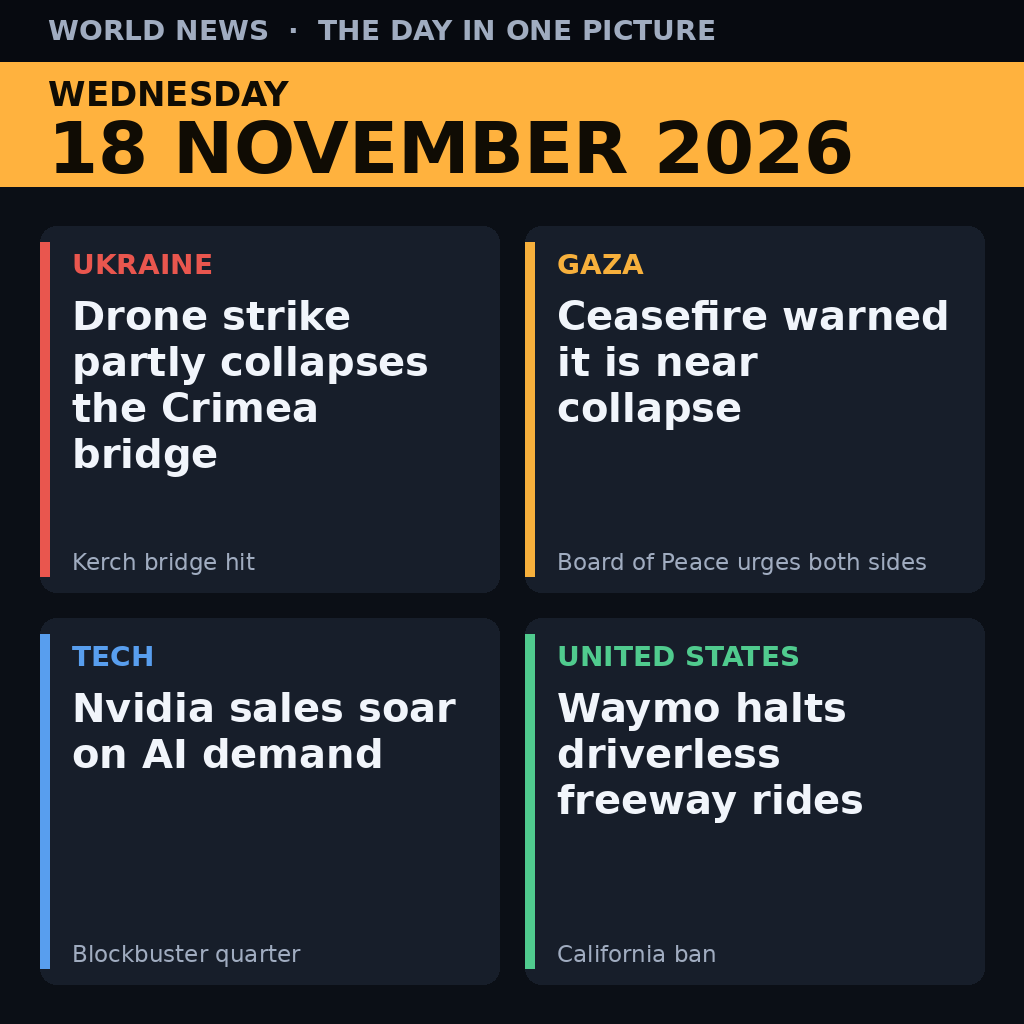 WORLD NEWS · THE DAY IN ONE PICTURE
WEDNESDAY
18 NOVEMBER 2026
UKRAINE
Drone strike
partly collapses
the Crimea
bridge
Kerch bridge hit
GAZA
Ceasefire warned
it is near
collapse
Board of Peace urges both sides
TECH
Nvidia sales soar
on AI demand
Blockbuster quarter
UNITED STATES
Waymo halts
driverless
freeway rides
California ban